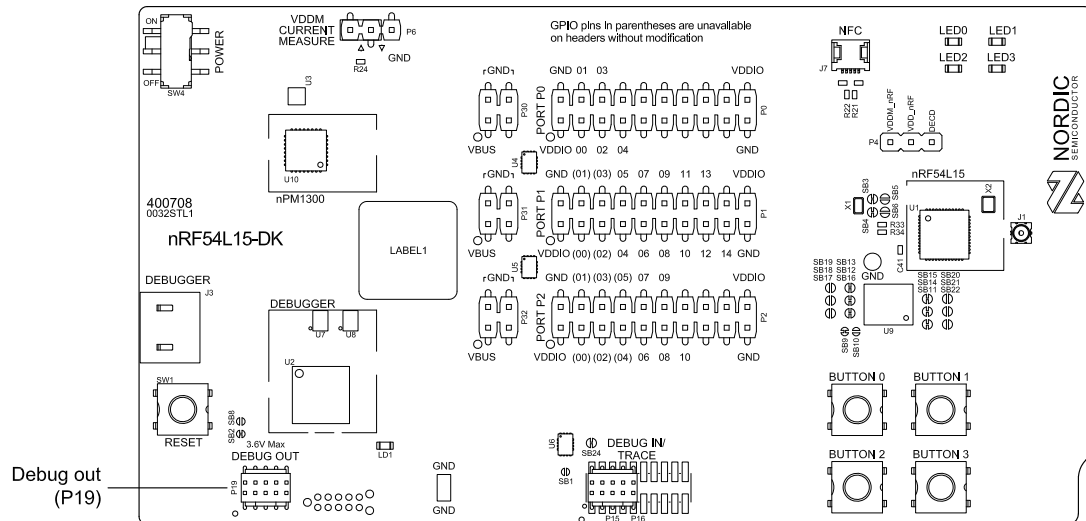 ON
OFF
SW4
POWER
VDDM
CURRENT
MEASURE
P6
GND
R24
U3
U10
nPM1300
400708
0032STL1
nRF54L15-DK
LABEL1
DEBUGGER
J3
DEBUGGER
U7
U8
U2
SW1
RESET
SB8
SB2
3.6V Max
DEBUG OUT
P19
LD1
GND
GND
Debug out
(P19)
GPIO pins in parentheses are unavailable
on headers without modification
GND
P30
VBUS
PORT P0
GND 01 03 VDDIO
P0
VDDIO 00 02 04 GND
U4
GND
P31
VBUS
PORT P1
GND (01) (03) 05 07 09 11 13 VDDIO
P1
VDDIO (00) (02) 04 06 08 10 12 14 GND
U5
GND
P32
VBUS
PORT P2
GND (01) (03) (05) 07 09 VDDIO
P2
VDDIO (00) (02) (04) 06 08 10 GND
U6
SB24
SB1
DEBUG IN/
TRACE
P15 P16
NFC
J7
R22
R21
LED0 LED1
LED2 LED3
VDDM_nRF
VDD_nRF
DECD
P4
NORDIC
SEMICONDUCTOR
nRF54L15
SB3
SB5
SB6
SB4
X1
U1
X2
R33
R34
C41
J1
GND
SB19 SB13
SB18 SB12
SB17 SB16
SB15 SB20
SB14 SB21
SB11 SB22
U9
SB9
SB10
BUTTON 0 BUTTON 1
BUTTON 2 BUTTON 3